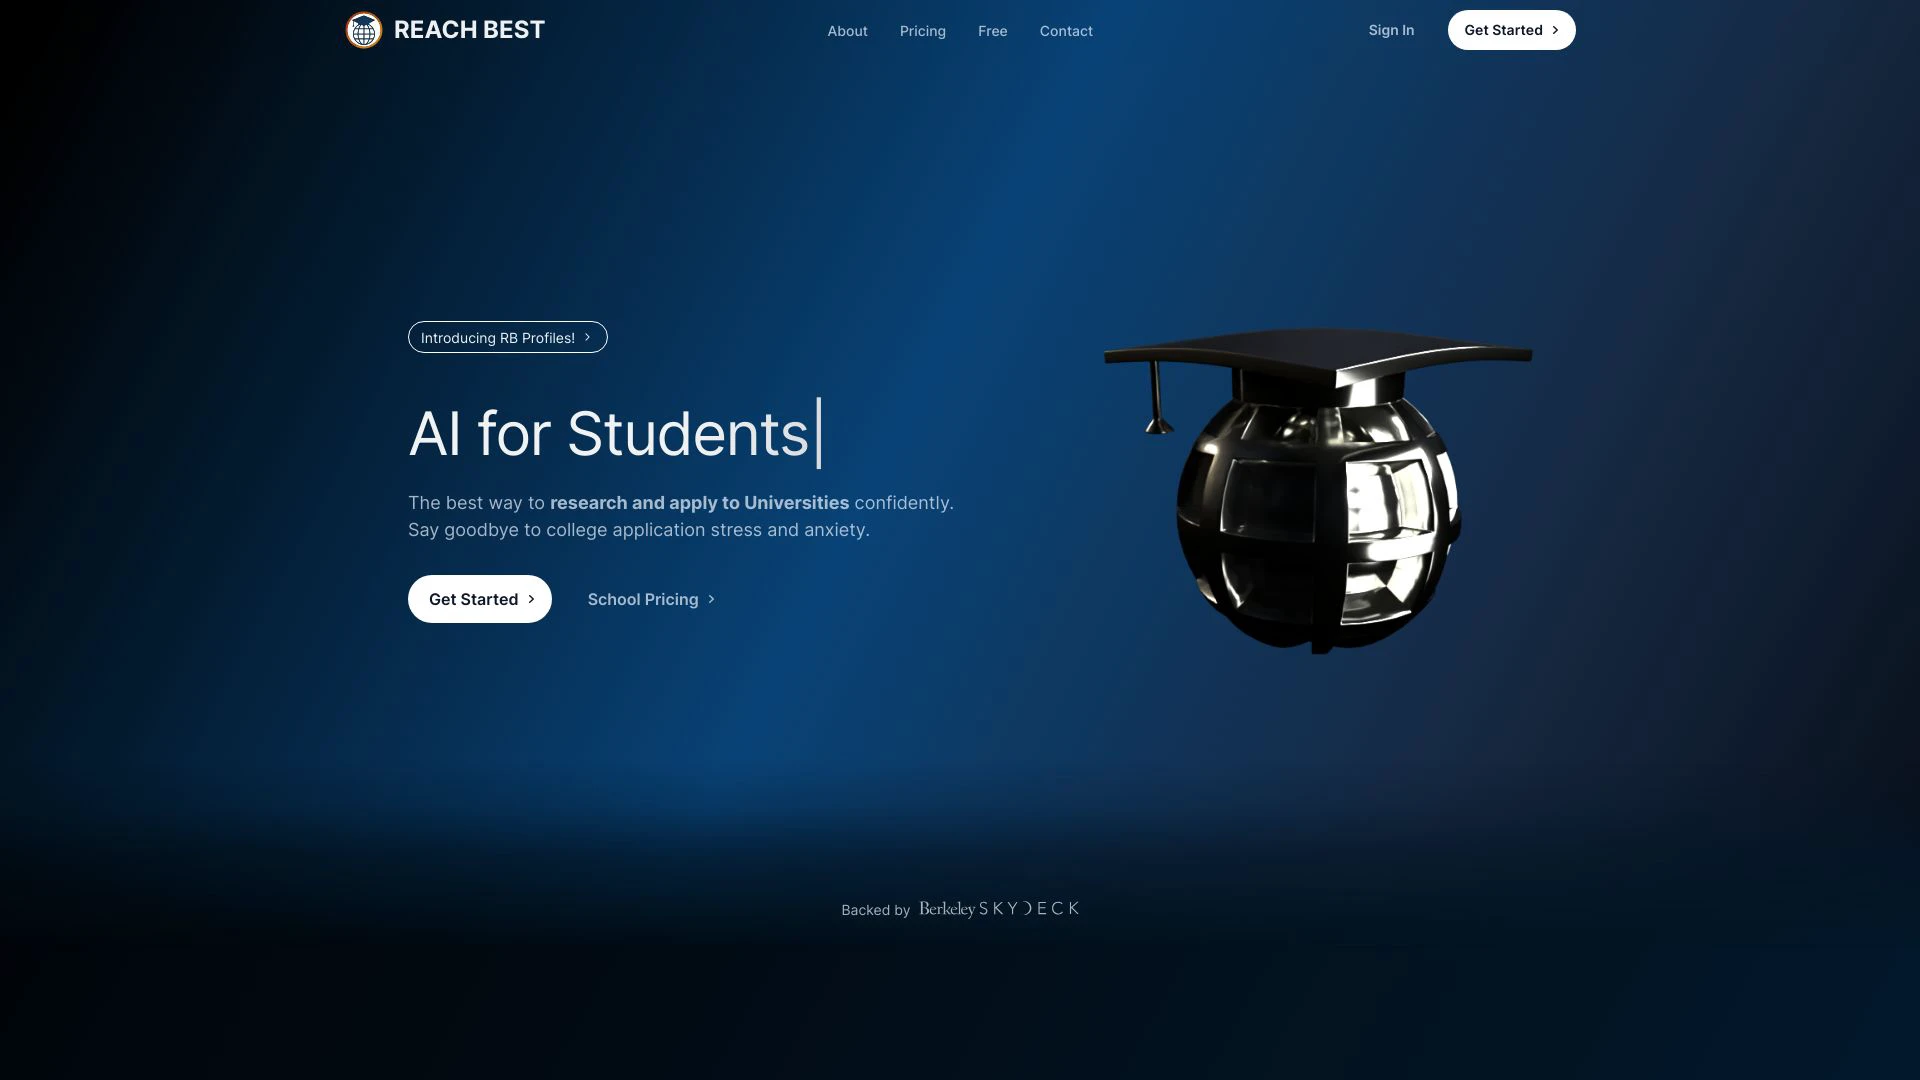 REACH BEST
About
Pricing
Free
Contact
Sign In
Get Started
Introducing RB Profiles!
AI for Students
The best way to research and apply to Universities confidently.
Say goodbye to college application stress and anxiety.
Get Started
School Pricing
Backed by Berkeley SKYDECK